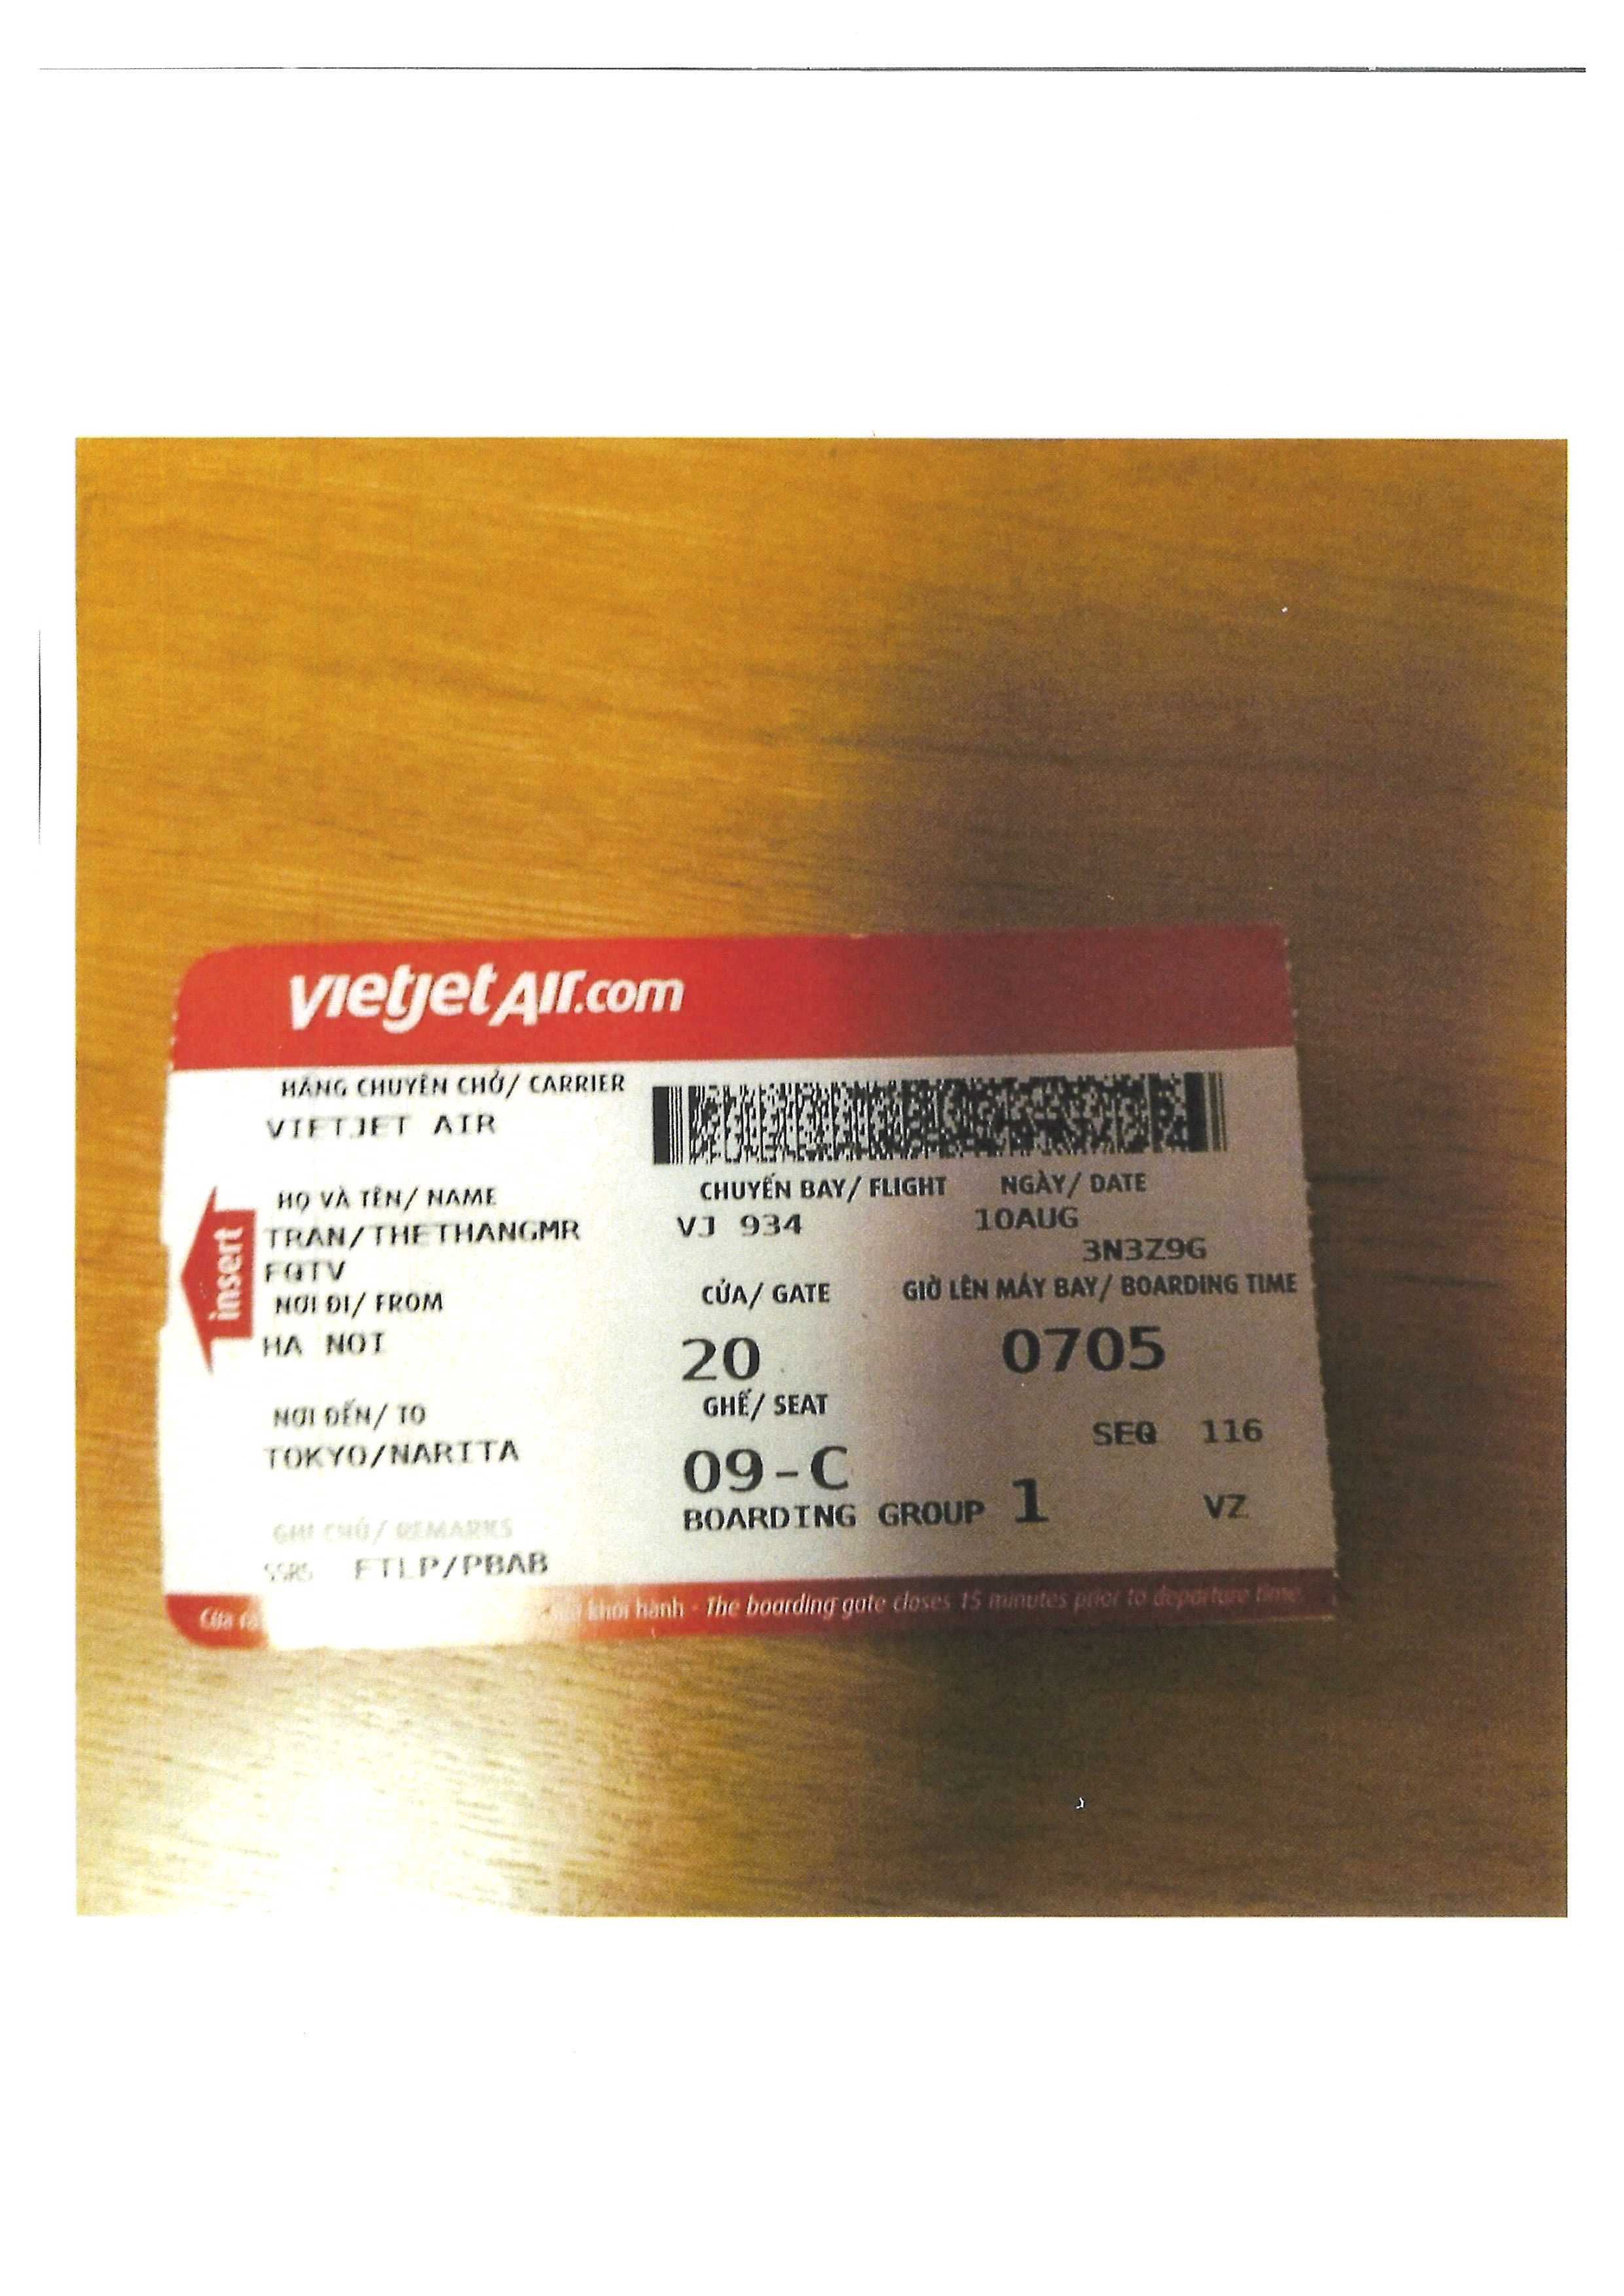 vietjetAir.com
HÃNG CHUYÊN CHỞ/ CARRIER
VIETJET AIR
HỌ VÀ TÊN/ NAME
CHUYẾN BAY/ FLIGHT NGÀY/ DATE
TRAN/THETHANGMR
VJ 934 10AUG
3N3Z9G
FQTV
insert
NƠI ĐI/ FROM
CỬA/ GATE GIỜ LÊN MÁY BAY/ BOARDING TIME
HA NOI
20 0705
NƠI ĐẾN/ TO
GHẾ/ SEAT
TOKYO/NARITA
09-C SEQ 116
GHI CHÚ/ REMARKS
BOARDING GROUP 1 VZ
SSRS FTLP/PBAB
Cửa khởi hành - The boarding gate closes 15 minutes prior to departure time.